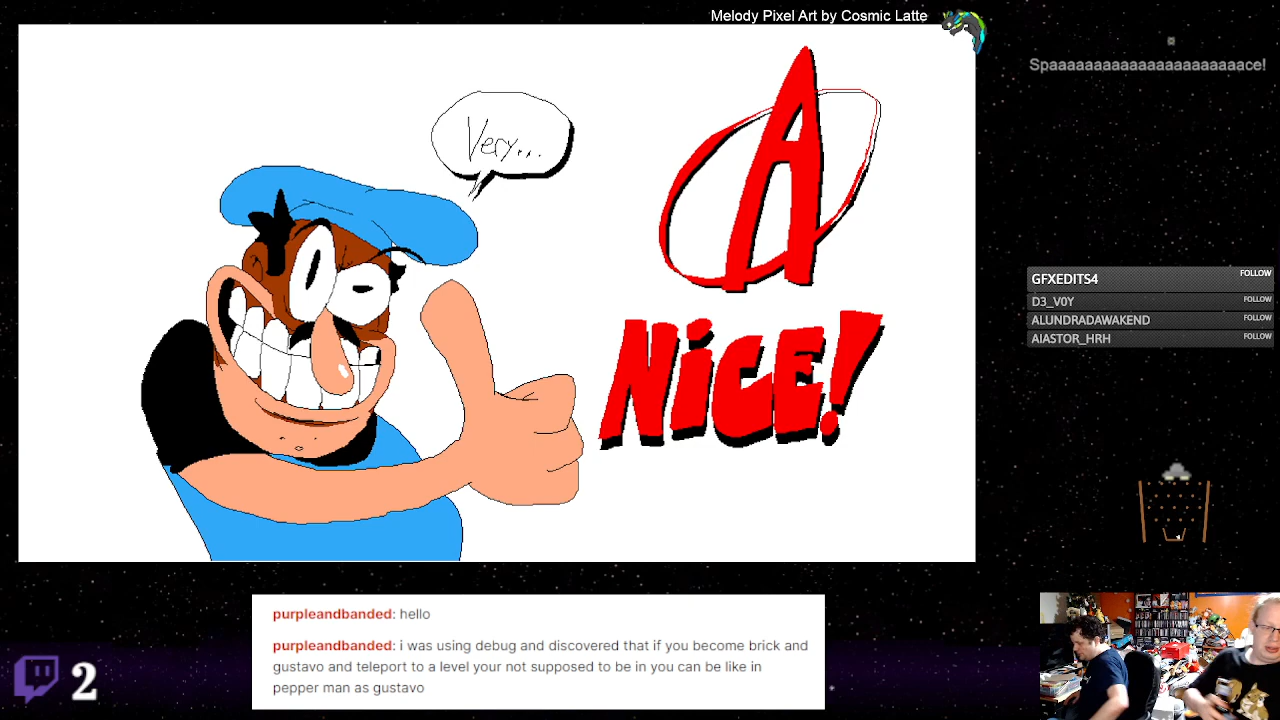 Melody Pixel Art by Cosmic Latte
Spaaaaaaaaaaaaaaaaaaaaaace!
Very...
A
NiCE!
GFXEDITS4 FOLLOW
D3_V0Y FOLLOW
ALUNDRADAWAKEND FOLLOW
AIASTOR_HRH FOLLOW
purpleandbanded: hello
purpleandbanded: i was using debug and discovered that if you become brick and
gustavo and teleport to a level your not supposed to be in you can be like in
pepper man as gustavo
2